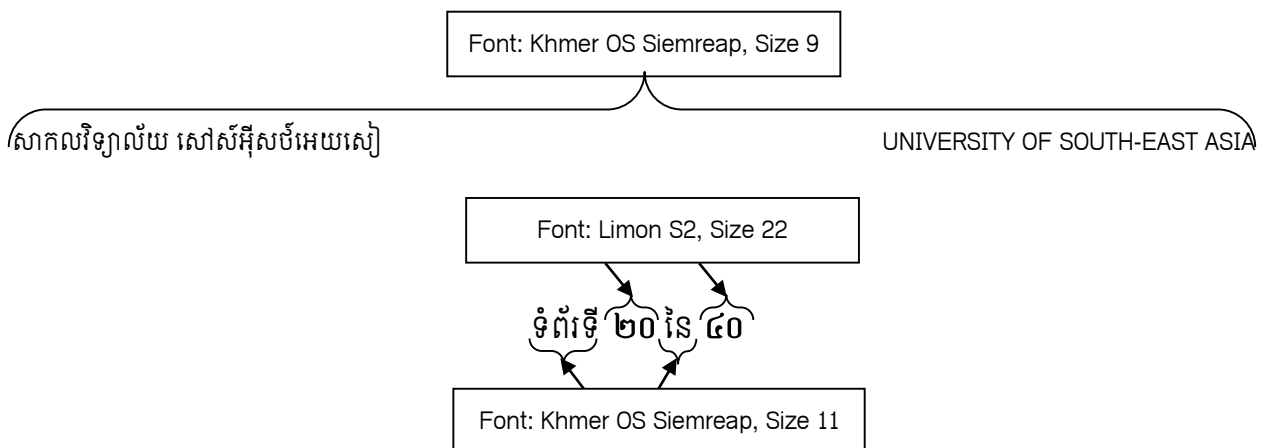 Font: Khmer OS Siemreap, Size 9
សាកលវិទ្យាល័យ សៅស៍អ៊ីសថ៍អេយសៀ UNIVERSITY OF SOUTH-EAST ASIA
Font: Limon S2, Size 22
ទំព័រទី ២០ នៃ ៤០
Font: Khmer OS Siemreap, Size 11